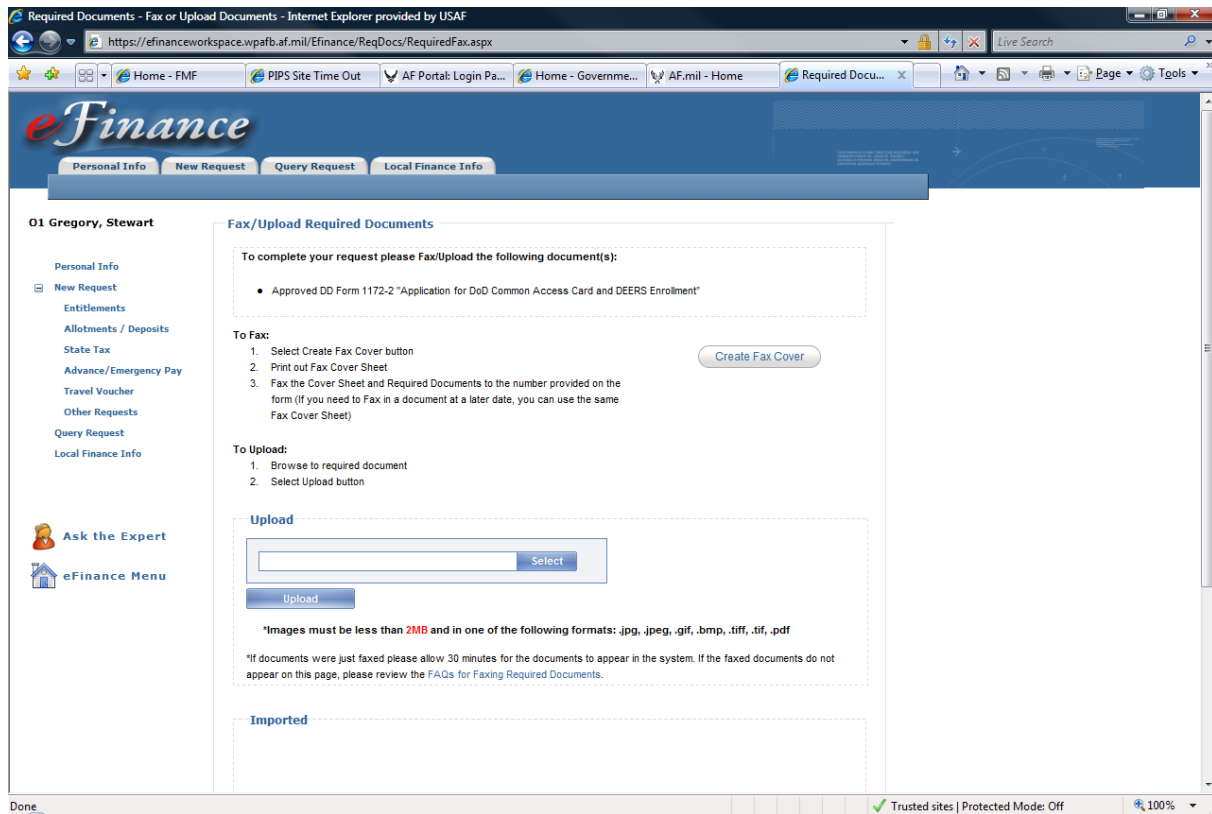 Required Documents - Fax or Upload Documents - Internet Explorer provided by USAF
https://efinanceworkspace.wpafb.af.mil/Efinance/ReqDocs/RequiredFax.aspx
Live Search
Home - FMF
PIPS Site Time Out
AF Portal: Login Pa...
Home - Governme...
AF.mil - Home
Required Docu...
Page
Tools
eFinance
Personal Info
New Request
Query Request
Local Finance Info
01 Gregory, Stewart
Personal Info
New Request
Entitlements
Allotments / Deposits
State Tax
Advance/Emergency Pay
Travel Voucher
Other Requests
Query Request
Local Finance Info
Ask the Expert
eFinance Menu
Fax/Upload Required Documents
To complete your request please Fax/Upload the following document(s):
• Approved DD Form 1172-2 "Application for DoD Common Access Card and DEERS Enrollment"
To Fax:
1. Select Create Fax Cover button
2. Print out Fax Cover Sheet
3. Fax the Cover Sheet and Required Documents to the number provided on the
form (If you need to Fax in a document at a later date, you can use the same
Fax Cover Sheet)
Create Fax Cover
To Upload:
1. Browse to required document
2. Select Upload button
Upload
Select
Upload
*Images must be less than 2MB and in one of the following formats: .jpg, .jpeg, .gif, .bmp, .tiff, .tif, .pdf
*If documents were just faxed please allow 30 minutes for the documents to appear in the system. If the faxed documents do not
appear on this page, please review the FAQs for Faxing Required Documents.
Imported
Done
Trusted sites | Protected Mode: Off
100%